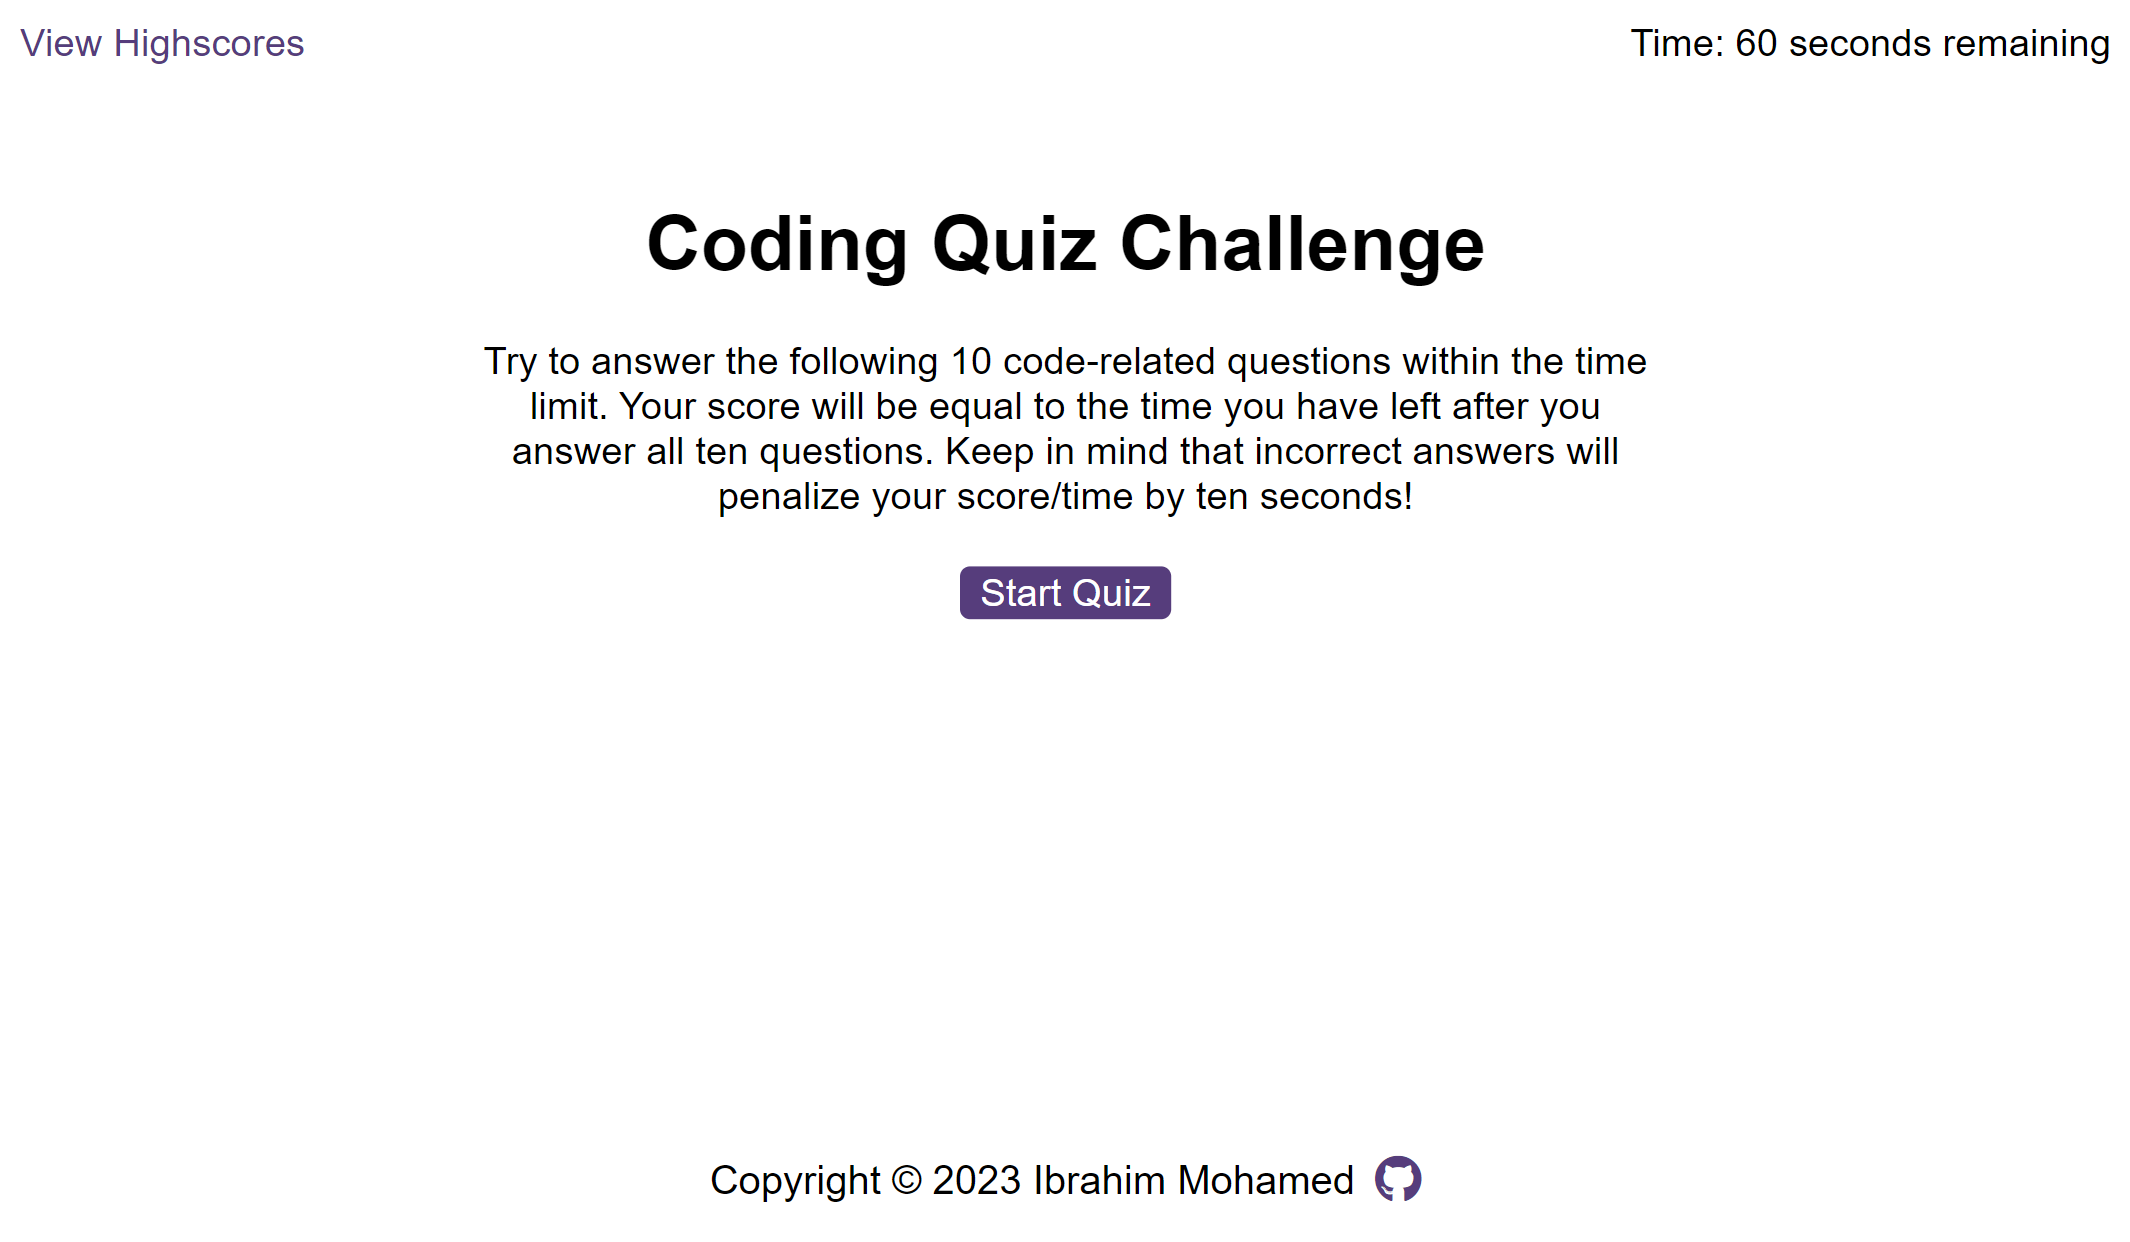 View Highscores
Time: 60 seconds remaining
Coding Quiz Challenge
Try to answer the following 10 code-related questions within the time
limit. Your score will be equal to the time you have left after you
answer all ten questions. Keep in mind that incorrect answers will
penalize your score/time by ten seconds!
Start Quiz
Copyright © 2023 Ibrahim Mohamed